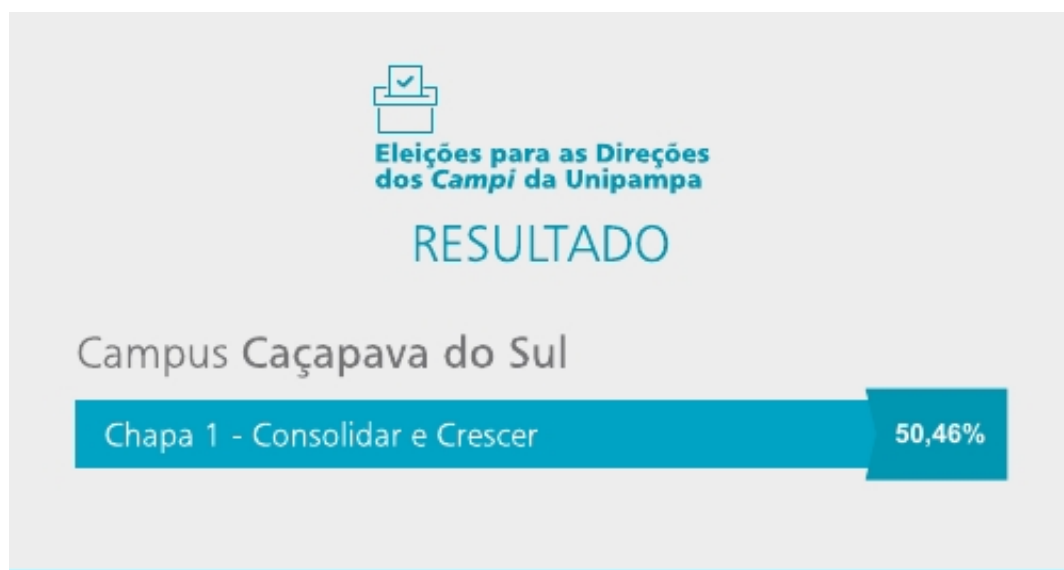 Eleições para as Direções
dos Campi da Unipampa
RESULTADO
Campus Caçapava do Sul
Chapa 1 - Consolidar e Crescer
50,46%